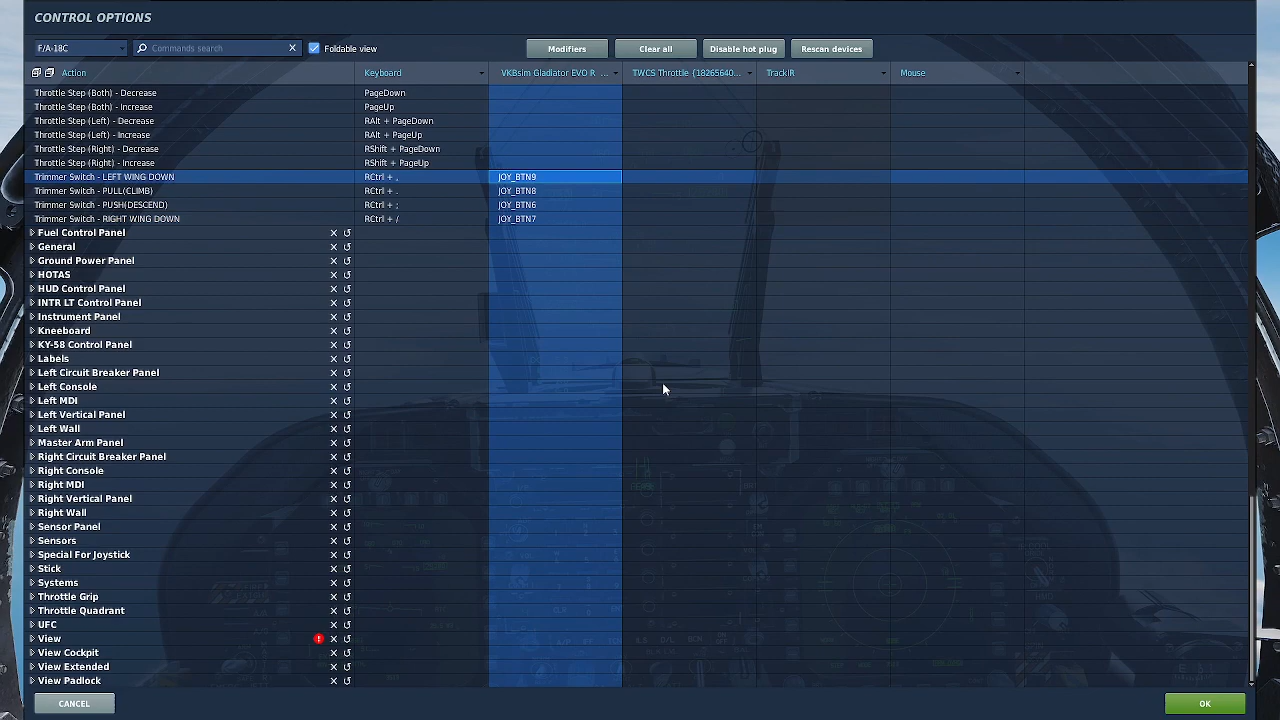 CONTROL OPTIONS
F/A-18C Commands search Foldable view Modifiers Clear all Disable hot plug Rescan devices
Action Keyboard VKBsim Gladiator EVO R ... TWCS Throttle {18265640... TrackIR Mouse
Throttle Step (Both) - Decrease PageDown
Throttle Step (Both) - Increase PageUp
Throttle Step (Left) - Decrease RAlt + PageDown
Throttle Step (Left) - Increase RAlt + PageUp
Throttle Step (Right) - Decrease RShift + PageDown
Throttle Step (Right) - Increase RShift + PageUp
Trimmer Switch - LEFT WING DOWN RCtrl + , JOY_BTN9
Trimmer Switch - PULL(CLIMB) RCtrl + . JOY_BTN8
Trimmer Switch - PUSH(DESCEND) RCtrl + ; JOY_BTN6
Trimmer Switch - RIGHT WING DOWN RCtrl + / JOY_BTN7
Fuel Control Panel
General
Ground Power Panel
HOTAS
HUD Control Panel
INTR LT Control Panel
Instrument Panel
Kneeboard
KY-58 Control Panel
Labels
Left Circuit Breaker Panel
Left Console
Left MDI
Left Vertical Panel
Left Wall
Master Arm Panel
Right Circuit Breaker Panel
Right Console
Right MDI
Right Vertical Panel
Right Wall
Sensor Panel
Sensors
Special For Joystick
Stick
Systems
Throttle Grip
Throttle Quadrant
UFC
View
View Cockpit
View Extended
View Padlock
CANCEL OK